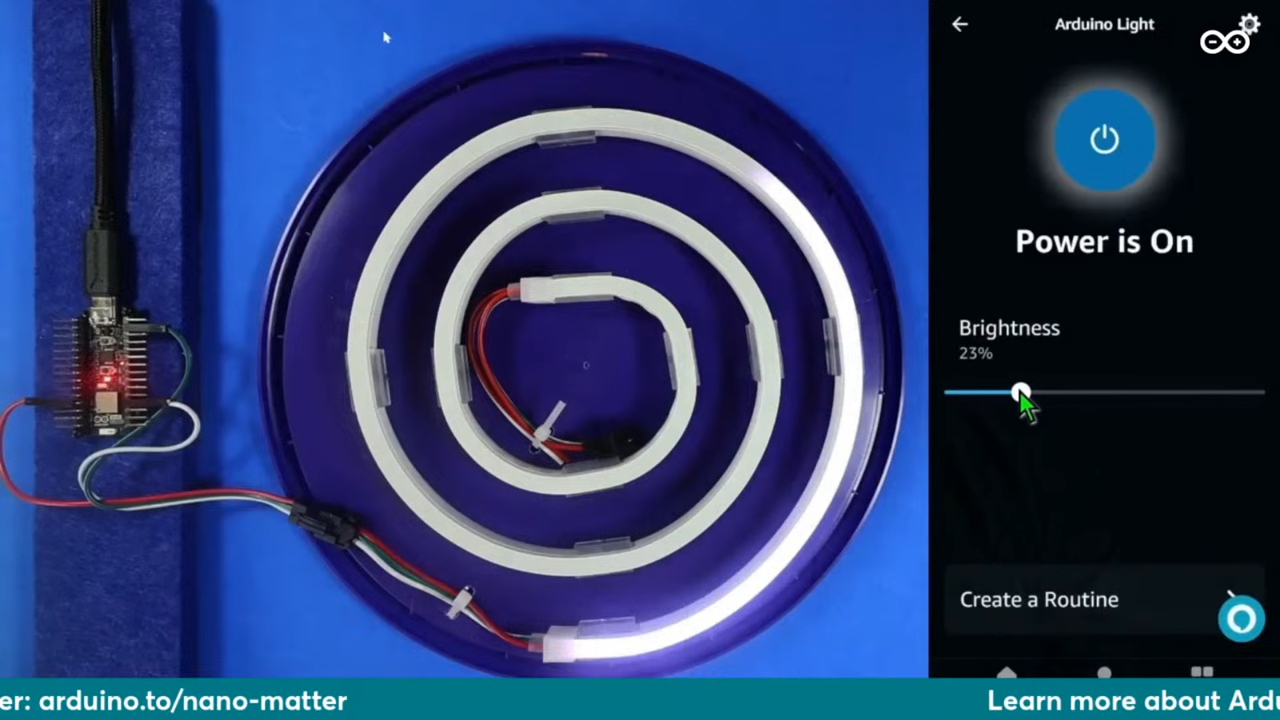 Arduino Light
Power is On
Brightness
23%
Create a Routine
er: arduino.to/nano-matter
Learn more about Ardu